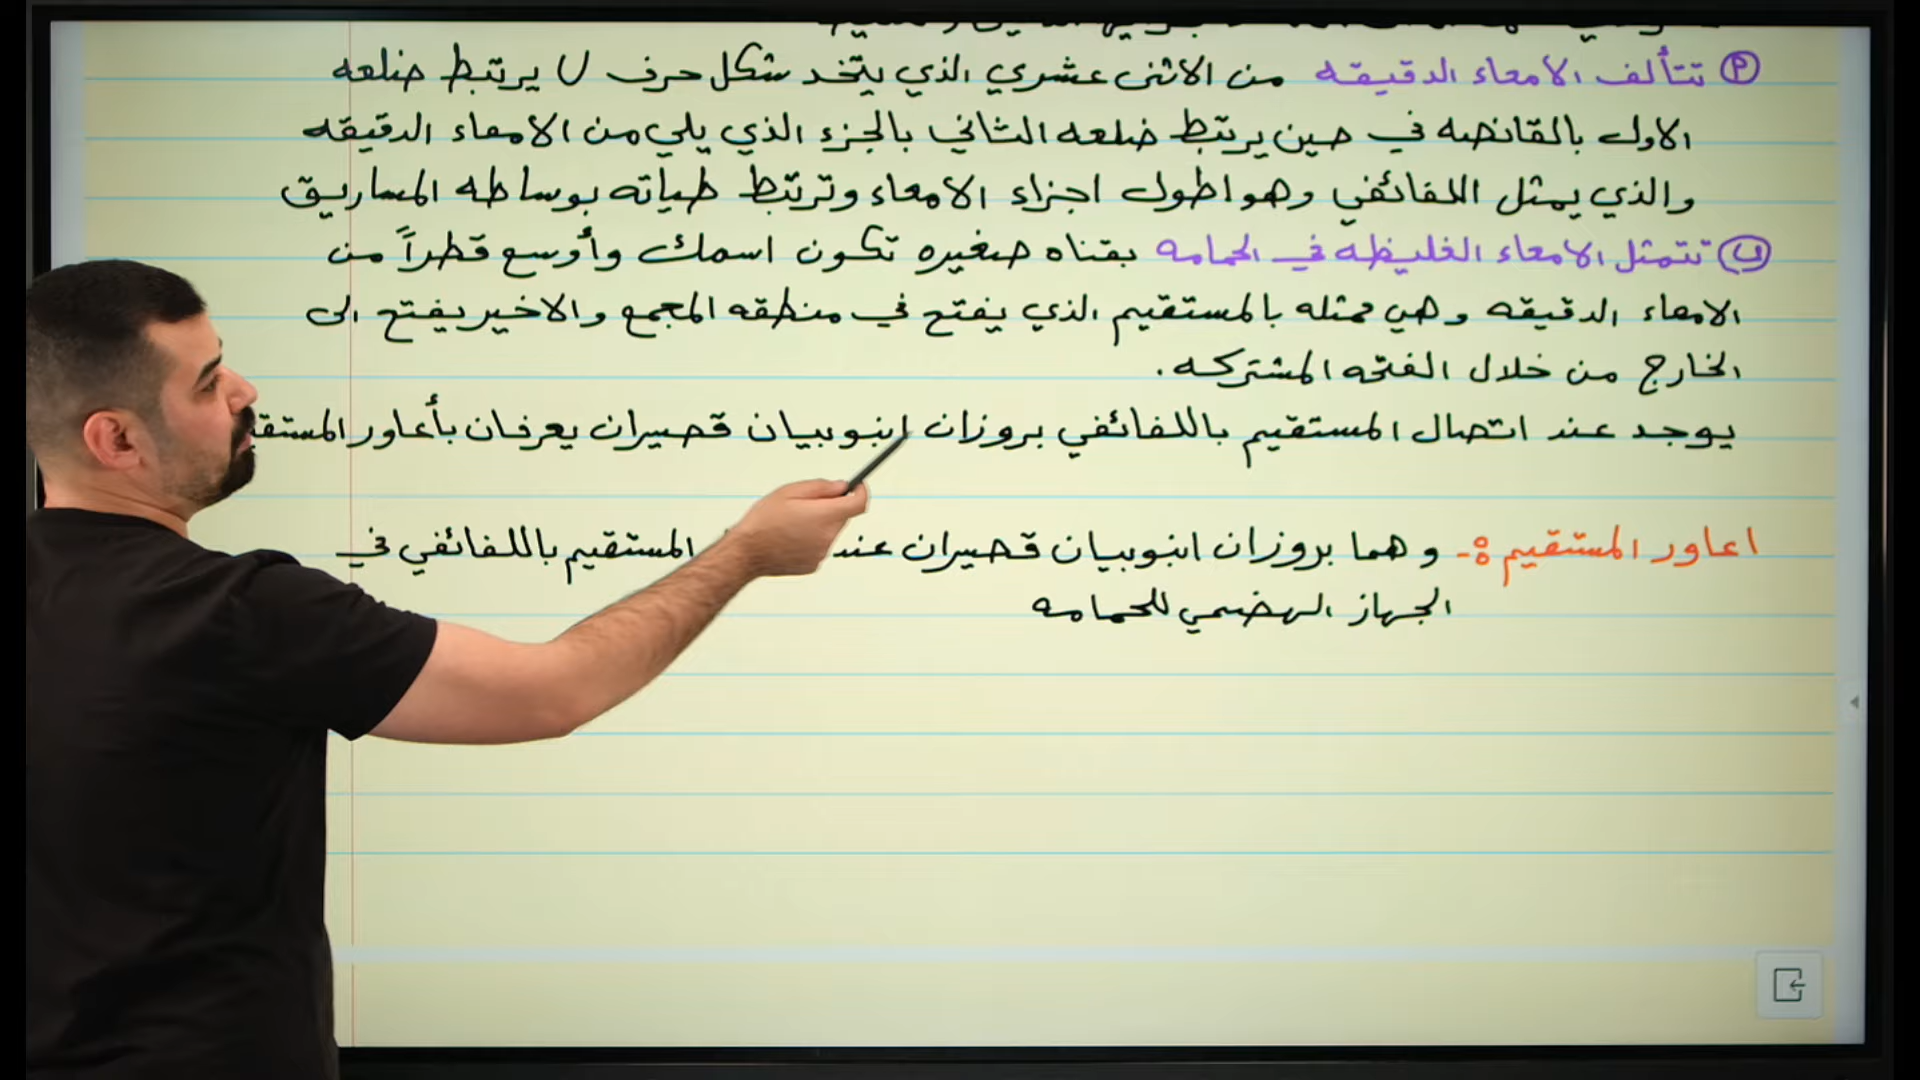 أ تتألف الامعاء الدقيقه من الاثنى عشري الذي يتخذ شكل حرف U يرتبط ضلعه
الاول بالقانصه في حين يرتبط ضلعه الثاني بالجزء الذي يلي من الامعاء الدقيقه
والذي يمثل اللفائفي وهو اطول اجزاء الامعاء وترتبط طياته بوساطه المساريق
ب تتمثل الامعاء الغليظه في الحمامه بقناه صغيره تكون اسمك وأوسع قطراً من
الامعاء الدقيقه وهي ممثله بالمستقيم الذي يفتح في منطقه المجمع والاخير يفتح الى
الخارج من خلال الفتحه المشتركه.
يوجد عند اتصال المستقيم باللفائفي بروزان انبوبيان قصيران يعرفان بأعاور
اعاور المستقيم :- وهما بروزان انبوبيان قصيران عند المستقيم باللفائفي في
الجهاز الهضمي للحمامه